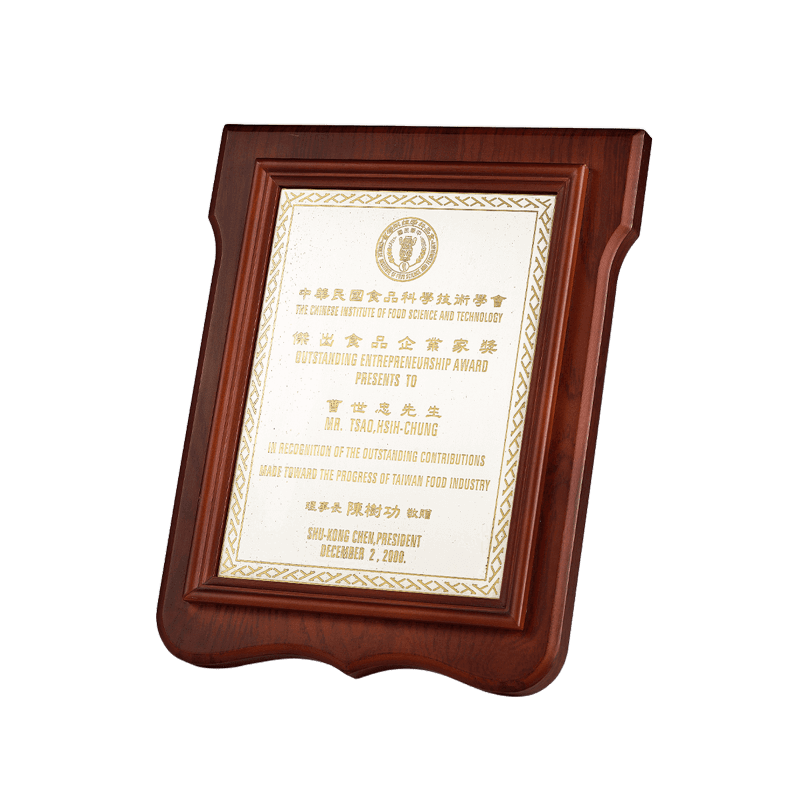 中華民國食品科學技術學會
THE CHINESE INSTITUTE OF FOOD SCIENCE AND TECHNOLOGY
傑出食品企業家獎
OUTSTANDING ENTREPRENEURSHIP AWARD
PRESENTS TO
曹世忠先生
MR. TSAO,HSIH-CHUNG
IN RECOGNITION OF THE OUTSTANDING CONTRIBUTIONS
MADS TOWARD THE PROGRESS OF TAIWAN FOOD INDUSTRY
理事長 陳樹功 敬贈
SHU-KONG CHEN,PRESIDENT
DECEMBER 2, 2000.